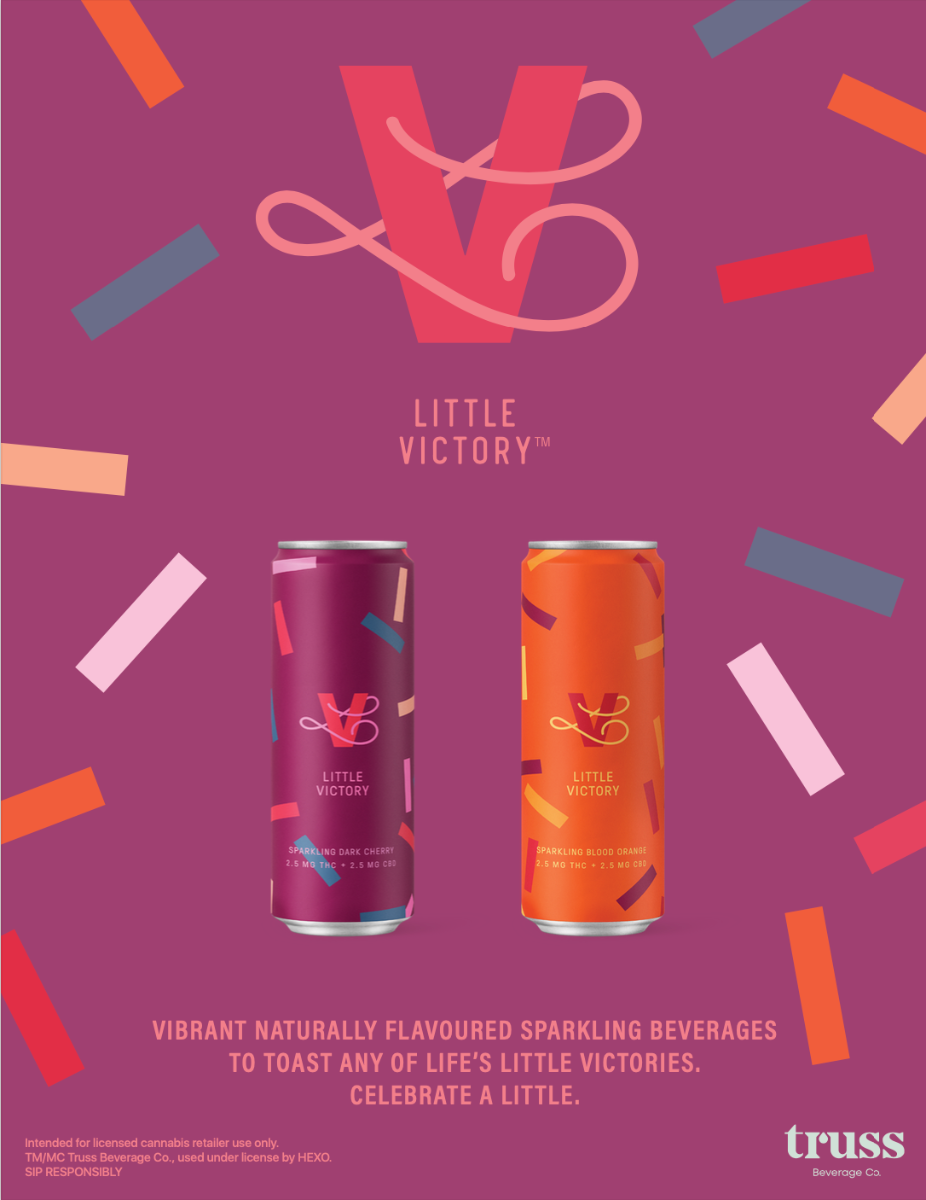 LITTLE
VICTORY™
LITTLE
VICTORY
SPARKLING DARK CHERRY
2.5 MG THC + 2.5 MG CBD
LITTLE
VICTORY
SPARKLING BLOOD ORANGE
2.5 MG THC + 2.5 MG CBD
VIBRANT NATURALLY FLAVOURED SPARKLING BEVERAGES
TO TOAST ANY OF LIFE'S LITTLE VICTORIES.
CELEBRATE A LITTLE.
Intended for licensed cannabis retailer use only.
TM/MC Truss Beverage Co., used under license by HEXO.
SIP RESPONSIBLY
truss
Beverage Co.